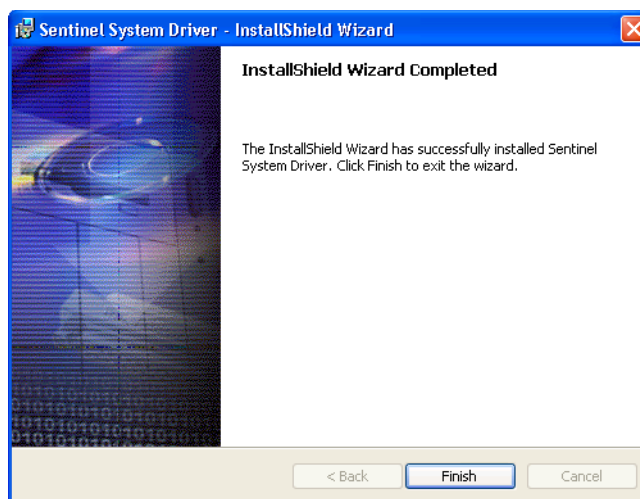 Sentinel System Driver - InstallShield Wizard
InstallShield Wizard Completed
The InstallShield Wizard has successfully installed Sentinel
System Driver. Click Finish to exit the wizard.
< Back
Finish
Cancel